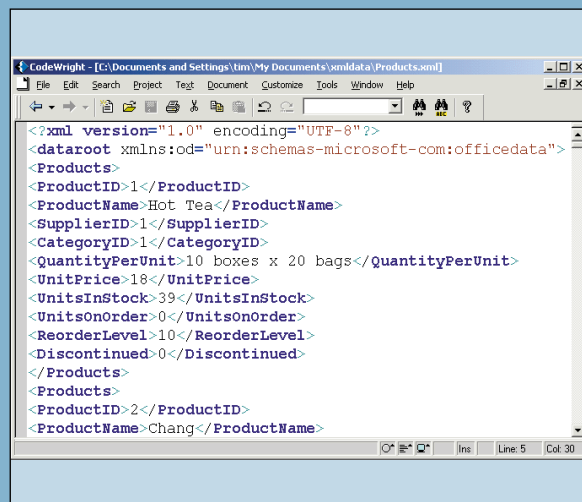 CodeWright - [C:\Documents and Settings\tim\My Documents\xmldata\Products.xml]
File Edit Search Project Text Document Customize Tools Window Help
<?xml version="1.0" encoding="UTF-8"?>
<dataroot xmlns:od="urn:schemas-microsoft-com:officedata">
<Products>
<ProductID>1</ProductID>
<ProductName>Hot Tea</ProductName>
<SupplierID>1</SupplierID>
<CategoryID>1</CategoryID>
<QuantityPerUnit>10 boxes x 20 bags</QuantityPerUnit>
<UnitPrice>18</UnitPrice>
<UnitsInStock>39</UnitsInStock>
<UnitsOnOrder>0</UnitsOnOrder>
<ReorderLevel>10</ReorderLevel>
<Discontinued>0</Discontinued>
</Products>
<Products>
<ProductID>2</ProductID>
<ProductName>Chang</ProductName>
Ins Line: 5 Col: 30